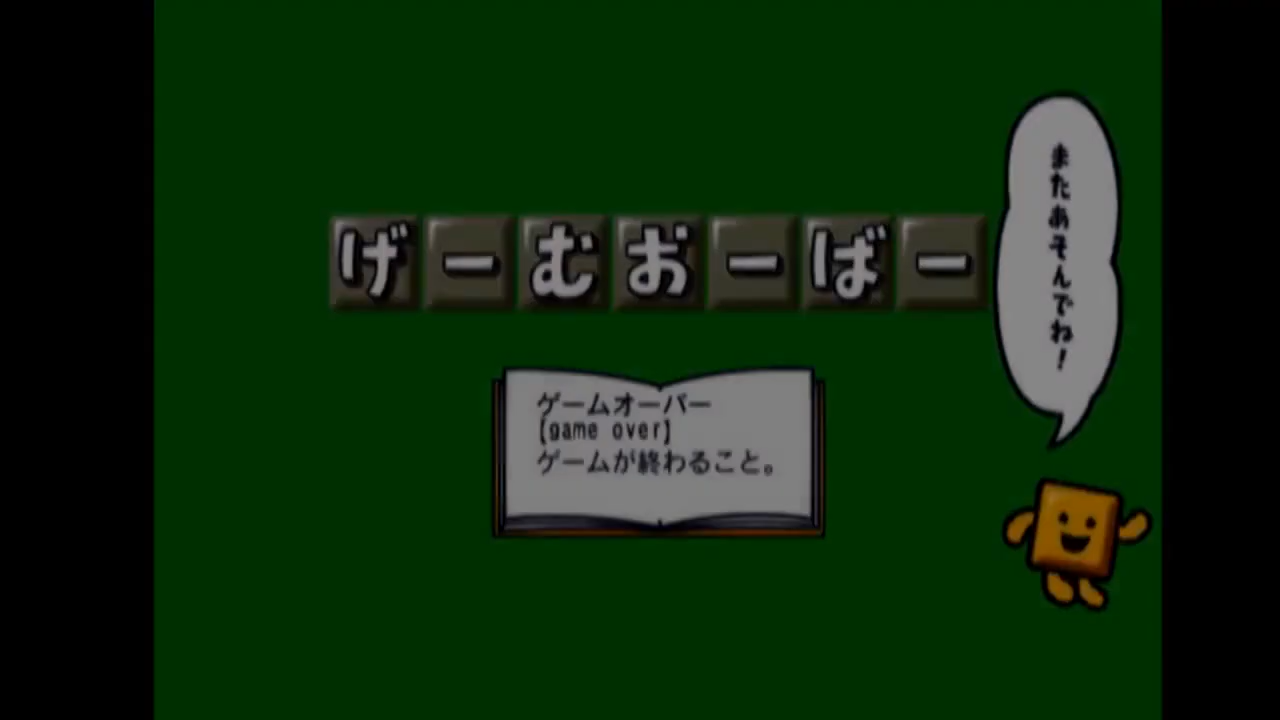 げーむおーばー
またあそんでね！
ゲームオーバー
【game over】
ゲームが終わること。